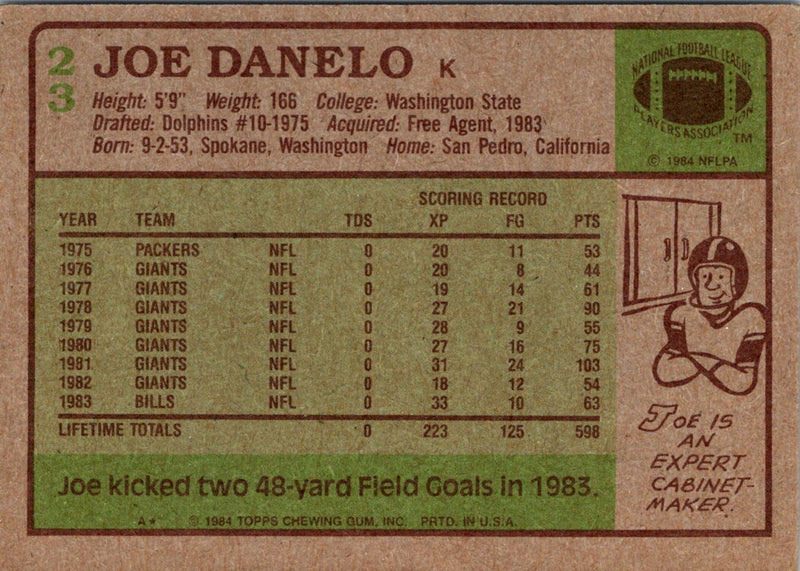 23
JOE DANELO K
Height: 5'9" Weight: 166 College: Washington State
Drafted: Dolphins #10-1975 Acquired: Free Agent, 1983
Born: 9-2-53, Spokane, Washington Home: San Pedro, California
NATIONAL FOOTBALL LEAGUE
PLAYERS ASSOCIATION
TM
© 1984 NFLPA
SCORING RECORD
YEAR TEAM TDS XP FG PTS
1975 PACKERS NFL 0 20 11 53
1976 GIANTS NFL 0 20 8 44
1977 GIANTS NFL 0 19 14 61
1978 GIANTS NFL 0 27 21 90
1979 GIANTS NFL 0 28 9 55
1980 GIANTS NFL 0 27 16 75
1981 GIANTS NFL 0 31 24 103
1982 GIANTS NFL 0 18 12 54
1983 BILLS NFL 0 33 10 63
LIFETIME TOTALS 0 223 125 598
JOE IS
AN
EXPERT
CABINET-
MAKER.
Joe kicked two 48-yard Field Goals in 1983.
A* © 1984 TOPPS CHEWING GUM, INC. PRTD. IN U.S.A.